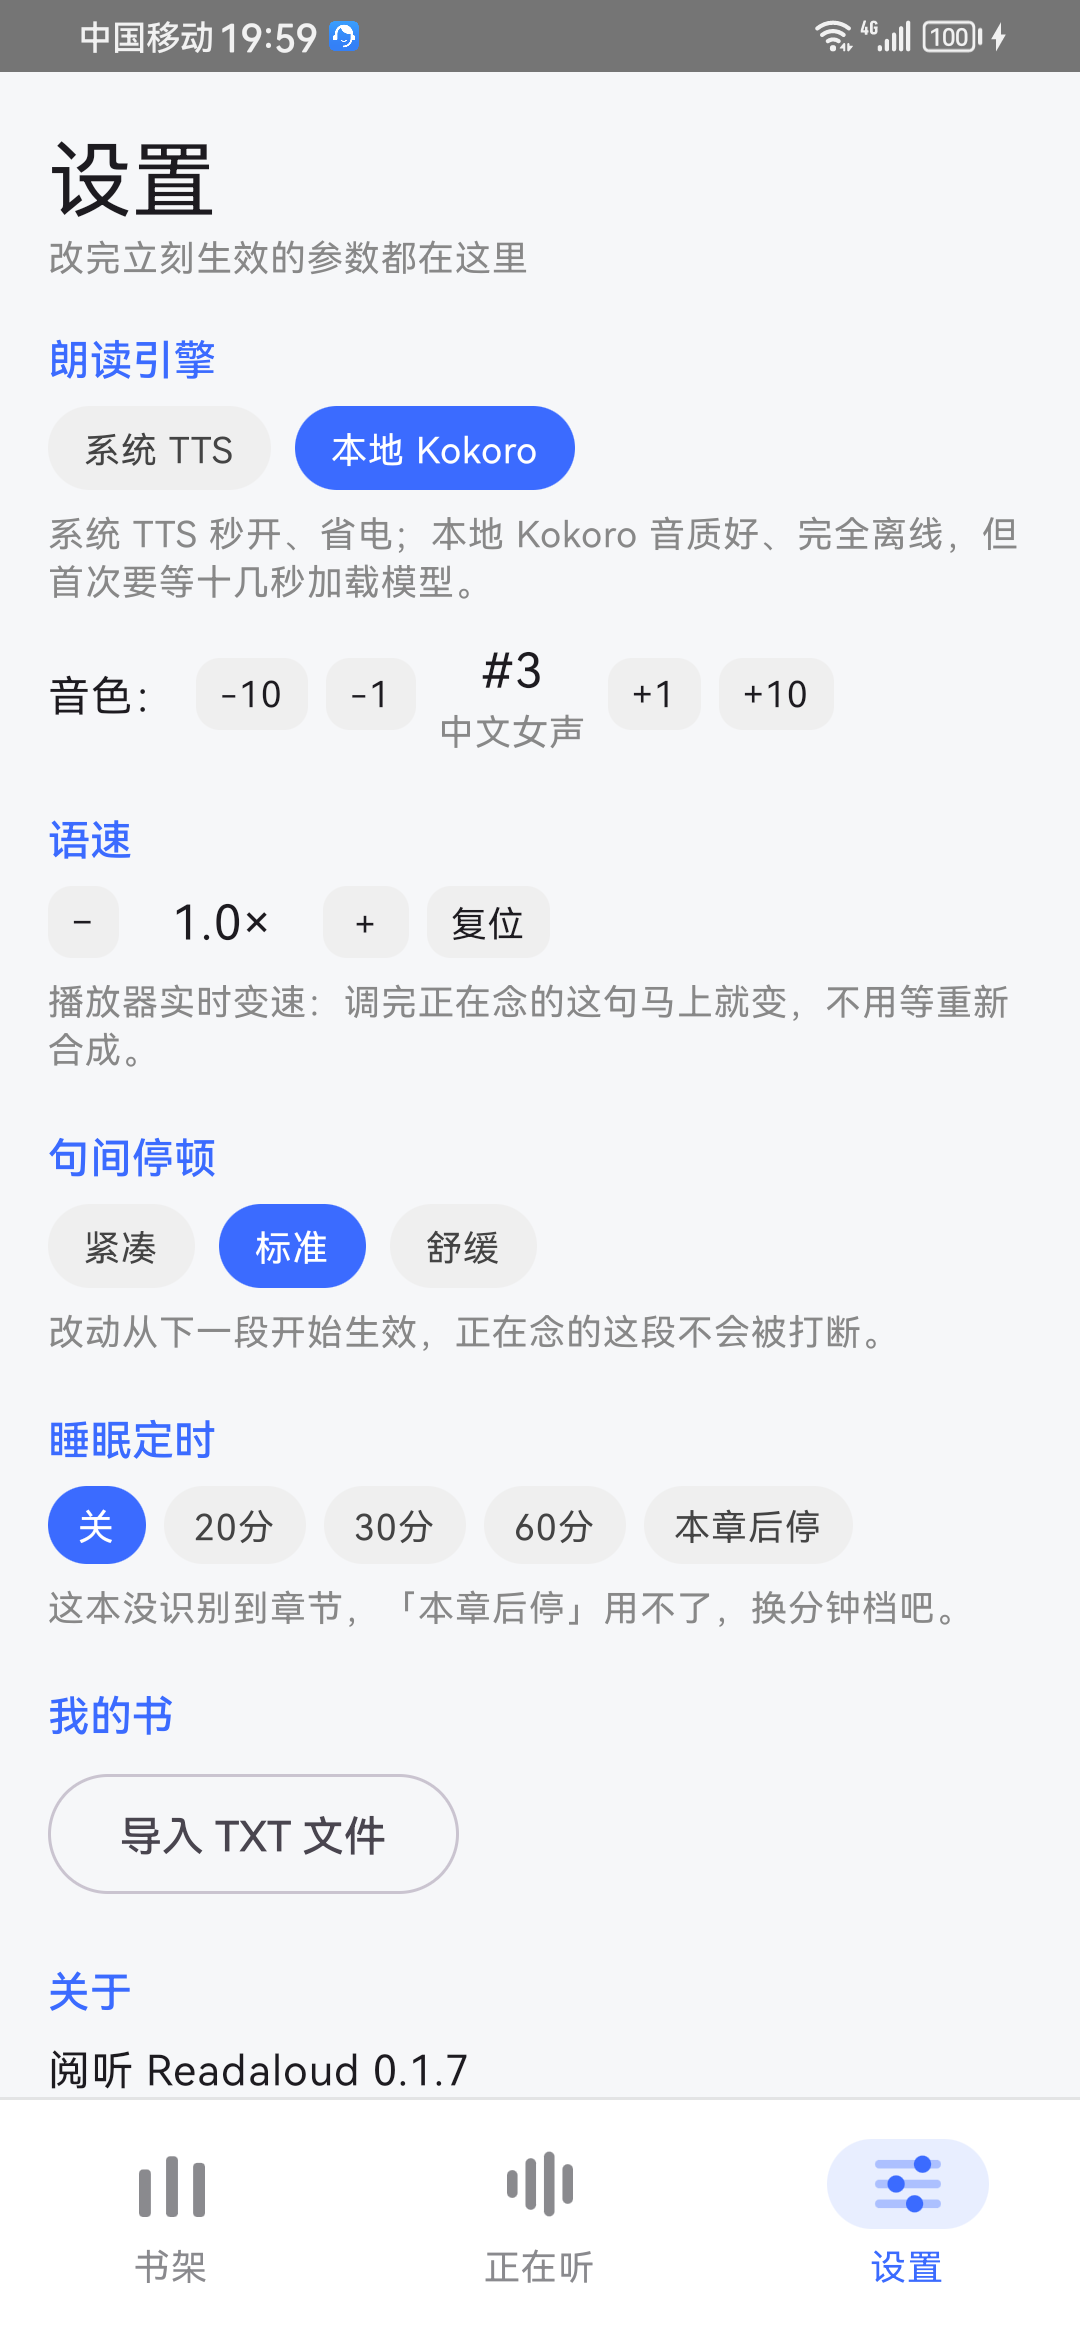 中国移动 19:59
4G 100
设置
改完立刻生效的参数都在这里
朗读引擎
系统 TTS 本地 Kokoro
系统 TTS 秒开、省电；本地 Kokoro 音质好、完全离线，但
首次要等十几秒加载模型。
音色： -10 -1 #3 +1 +10
中文女声
语速
− 1.0× + 复位
播放器实时变速：调完正在念的这句马上就变，不用等重新
合成。
句间停顿
紧凑 标准 舒缓
改动从下一段开始生效，正在念的这段不会被打断。
睡眠定时
关 20分 30分 60分 本章后停
这本没识别到章节，「本章后停」用不了，换分钟档吧。
我的书
导入 TXT 文件
关于
阅听 Readaloud 0.1.7
书架 正在听 设置